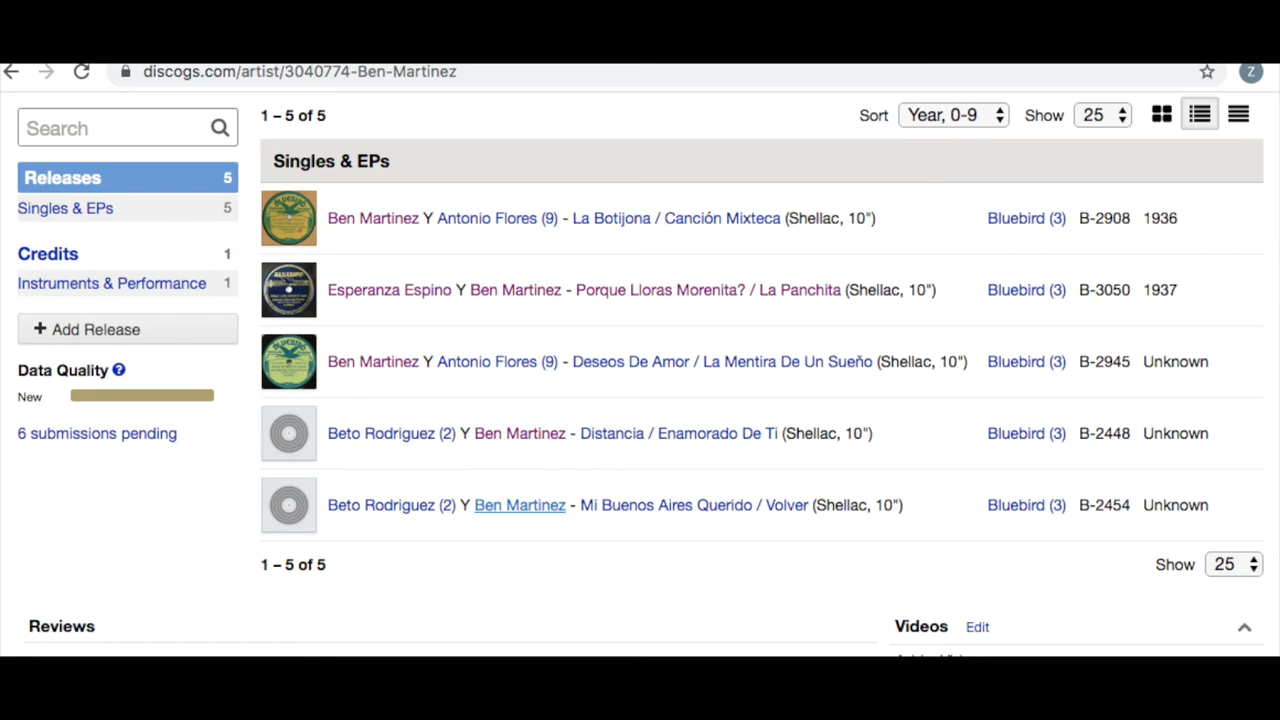 discogs.com/artist/3040774-Ben-Martinez
Z
Search
1 – 5 of 5
Sort Year, 0-9 Show 25
Releases 5
Singles & EPs 5
Credits 1
Instruments & Performance 1
+ Add Release
Data Quality ?
New
6 submissions pending
Singles & EPs
Ben Martinez Y Antonio Flores (9) - La Botijona / Canción Mixteca (Shellac, 10") Bluebird (3) B-2908 1936
Esperanza Espino Y Ben Martinez - Porque Lloras Morenita? / La Panchita (Shellac, 10") Bluebird (3) B-3050 1937
Ben Martinez Y Antonio Flores (9) - Deseos De Amor / La Mentira De Un Sueño (Shellac, 10") Bluebird (3) B-2945 Unknown
Beto Rodriguez (2) Y Ben Martinez - Distancia / Enamorado De Ti (Shellac, 10") Bluebird (3) B-2448 Unknown
Beto Rodriguez (2) Y Ben Martinez - Mi Buenos Aires Querido / Volver (Shellac, 10") Bluebird (3) B-2454 Unknown
1 – 5 of 5
Show 25
Reviews
Videos Edit